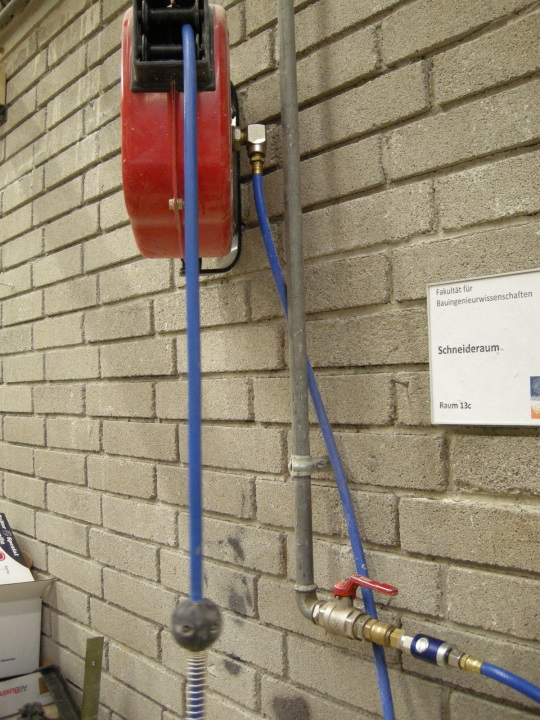 Fakultät für
Bauingenieurwissenschaften
Schneideraum
Raum 13c